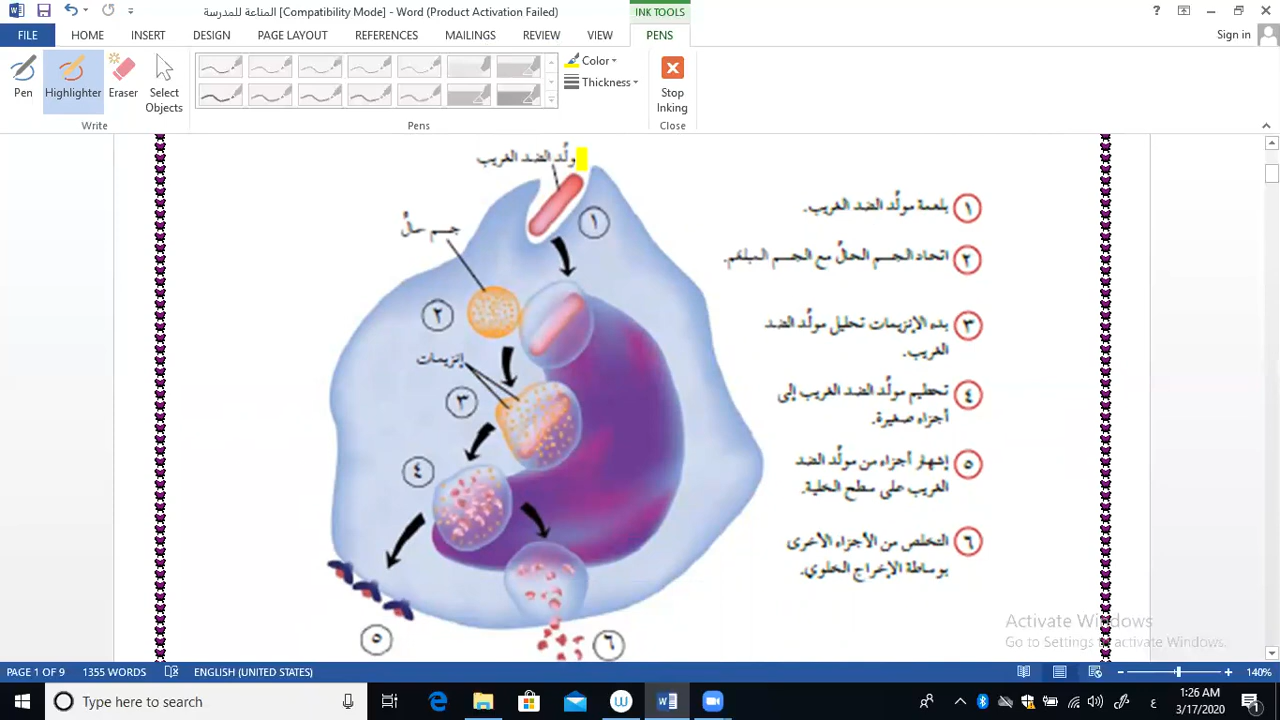 المناعة للمدرسة [Compatibility Mode] - Word (Product Activation Failed)
INK TOOLS
FILE
HOME
INSERT
DESIGN
PAGE LAYOUT
REFERENCES
MAILINGS
REVIEW
VIEW
PENS
Sign in
Pen
Highlighter
Eraser
Select
Objects
Color
Thickness
Stop
Inking
Write
Pens
Close
ولّد الضد الغريب
جسم حالّ
إنزيمات
١
٢
٣
٤
٥
٦
١ بلعمة مولّد الضد الغريب.
٢ اتحاد الجسم الحالّ مع الجسم المبلعم.
٣ بدء الإنزيمات تحليل مولّد الضد
الغريب.
٤ تحطيم مولّد الضد الغريب إلى
أجزاء صغيرة.
٥ إشهار أجزاء من مولّد الضد
الغريب على سطح الخلية.
٦ التخلص من الأجزاء الأخرى
بوساطة الإخراج الخلوي.
Activate Windows
Go to Settings to activate Windows.
PAGE 1 OF 9
1355 WORDS
ENGLISH (UNITED STATES)
140%
Type here to search
ع
1:26 AM
3/17/2020